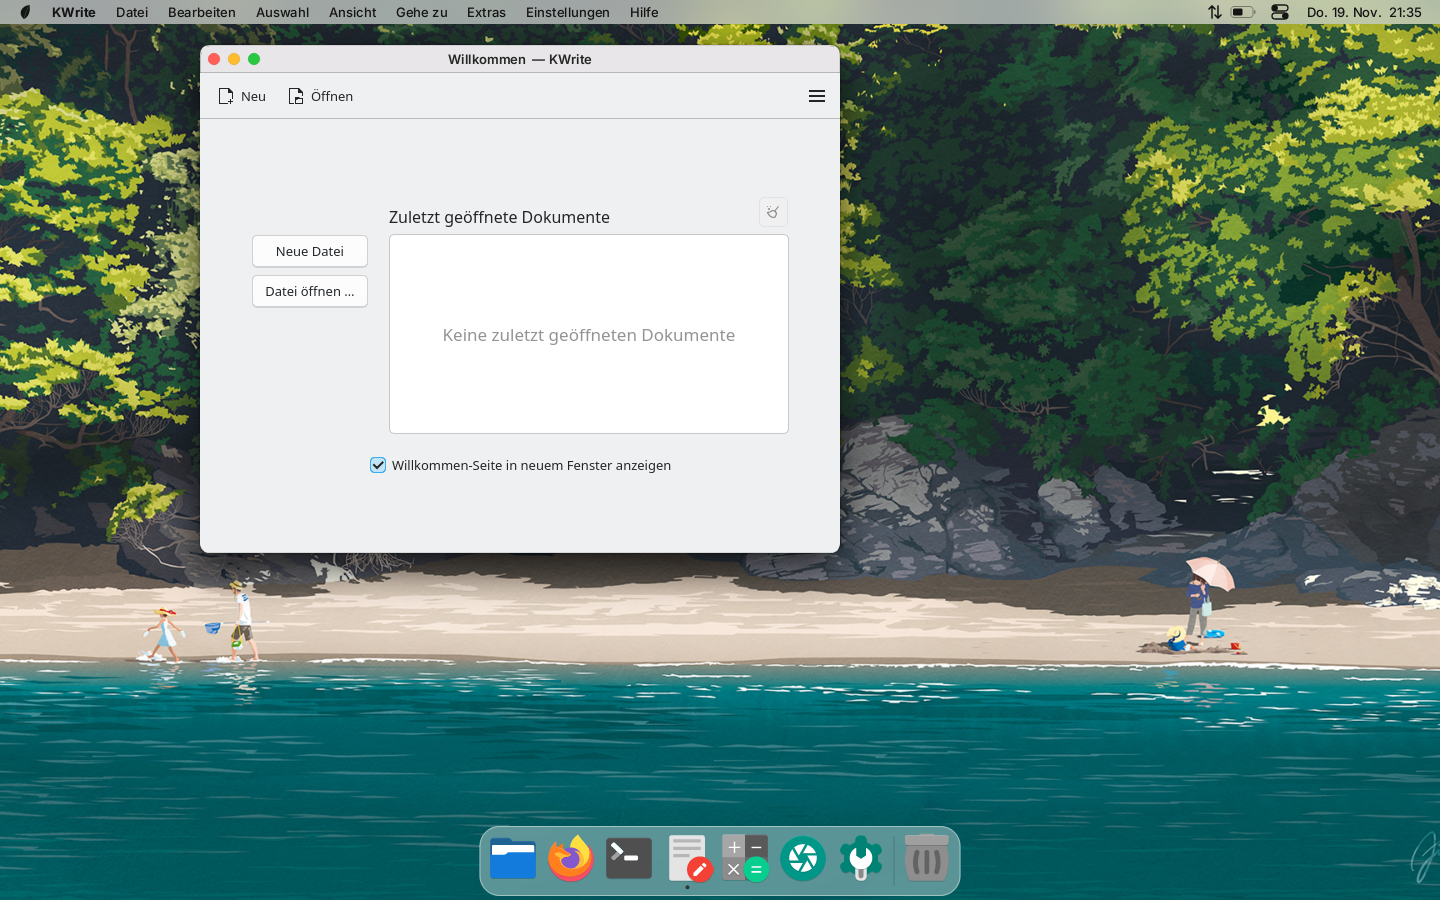 KWrite Datei Bearbeiten Auswahl Ansicht Gehe zu Extras Einstellungen Hilfe Do. 19. Nov. 21:35
Willkommen — KWrite
Neu Öffnen
Zuletzt geöffnete Dokumente
Neue Datei
Datei öffnen ...
Keine zuletzt geöffneten Dokumente
Willkommen-Seite in neuem Fenster anzeigen